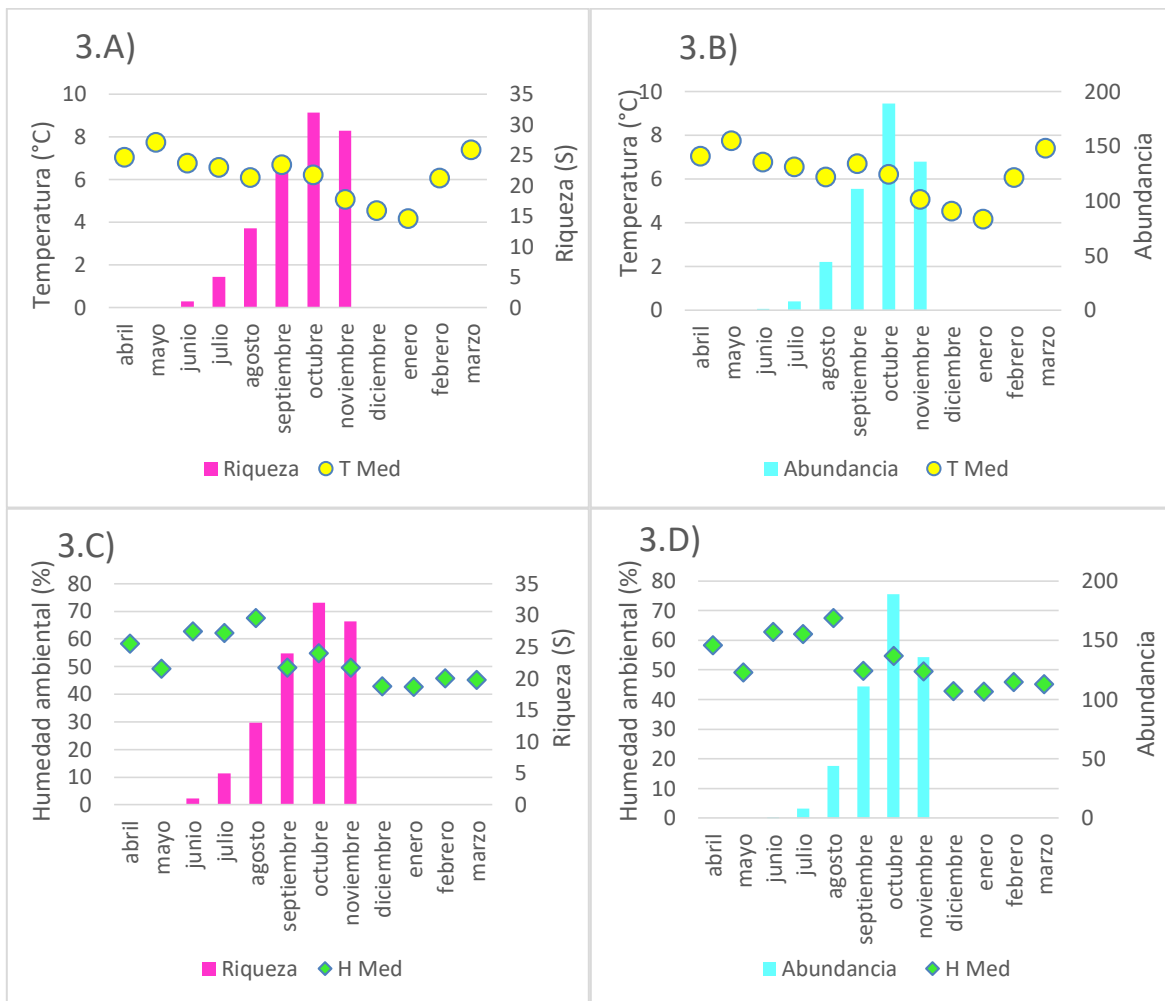 3.A)
Temperatura (°C)
10
8
6
4
2
0
35
30
25
20
15
10
5
0
Riqueza (S)
abril
mayo
junio
julio
agosto
septiembre
octubre
noviembre
diciembre
enero
febrero
marzo
Riqueza
T Med
3.B)
Temperatura (°C)
10
8
6
4
2
0
200
150
100
50
0
Abundancia
abril
mayo
junio
julio
agosto
septiembre
octubre
noviembre
diciembre
enero
febrero
marzo
Abundancia
T Med
3.C)
Humedad ambiental (%)
80
70
60
50
40
30
20
10
0
35
30
25
20
15
10
5
0
Riqueza (S)
abril
mayo
junio
julio
agosto
septiembre
octubre
noviembre
diciembre
enero
febrero
marzo
Riqueza
H Med
3.D)
Humedad ambiental (%)
80
70
60
50
40
30
20
10
0
200
150
100
50
0
Abundancia
abril
mayo
junio
julio
agosto
septiembre
octubre
noviembre
diciembre
enero
febrero
marzo
Abundancia
H Med